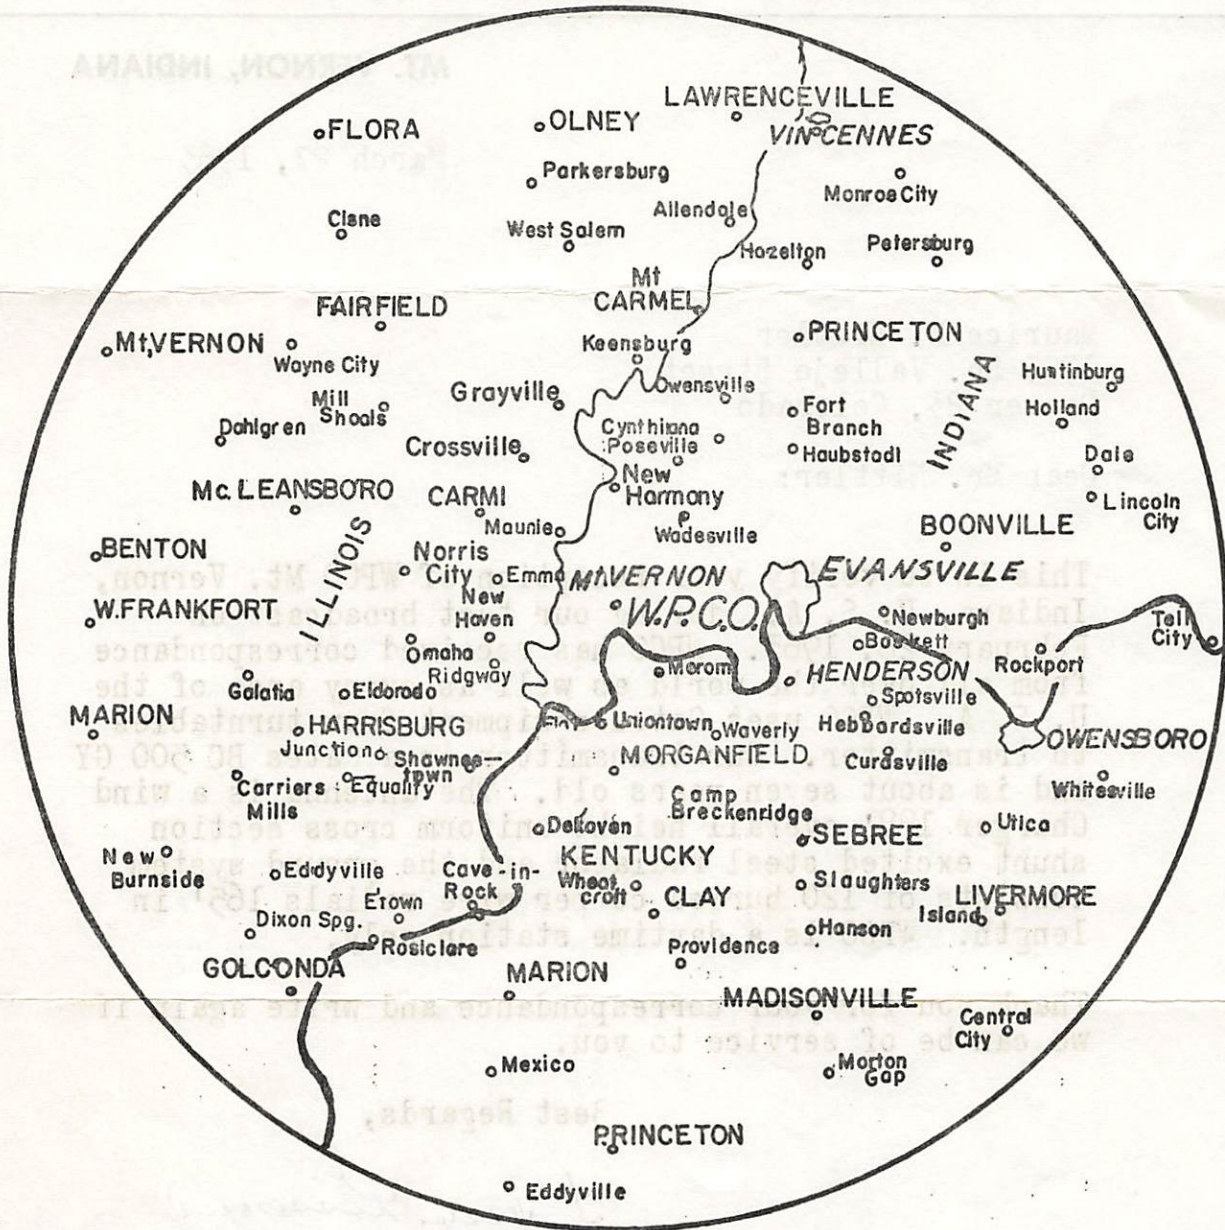 LAWRENCEVILLE
FLORA
OLNEY
VINCENNES
Parkersburg
Monroe City
Allendale
Cisne
West Salem
Hazelton
Petersburg
Mt
CARMEL
FAIRFIELD
Mt. VERNON
Wayne City
Keensburg
PRINCETON
INDIANA
Huntinburg
Mill
Shoals
Grayville
Owensville
Fort
Branch
Holland
Dahlgren
Crossville
Cynthiana
Poseville
Haubstadt
Dale
New
Harmony
Mc. LEANSBORO
CARMI
Lincoln
City
Maunie
Wadesville
BOONVILLE
BENTON
ILLINOIS
Norris
City
Emma
Mt. VERNON
EVANSVILLE
W. FRANKFORT
New
Haven
W.P.C.O.
Newburgh
Tell
City
Omaha
Ridgway
Merom
HENDERSON
Rockport
Galatia
Eldorado
Spotsville
MARION
HARRISBURG
Uniontown
Waverly
Hebbardsville
OWENSBORO
Junction
Shawnee-
town
MORGANFIELD
Curdsville
Carriers
Mills
Equality
Camp
Breckenridge
Whitesville
DeKoven
SEBREE
Utica
New
Burnside
Eddyville
Cave-in-
Rock
KENTUCKY
Wheat
croft
CLAY
Slaughters
LIVERMORE
Island
Dixon Spg.
Etown
Rosiclare
Hanson
Providence
GOLCONDA
MARION
MADISONVILLE
Central
City
Mexico
Morton
Gap
PRINCETON
Eddyville